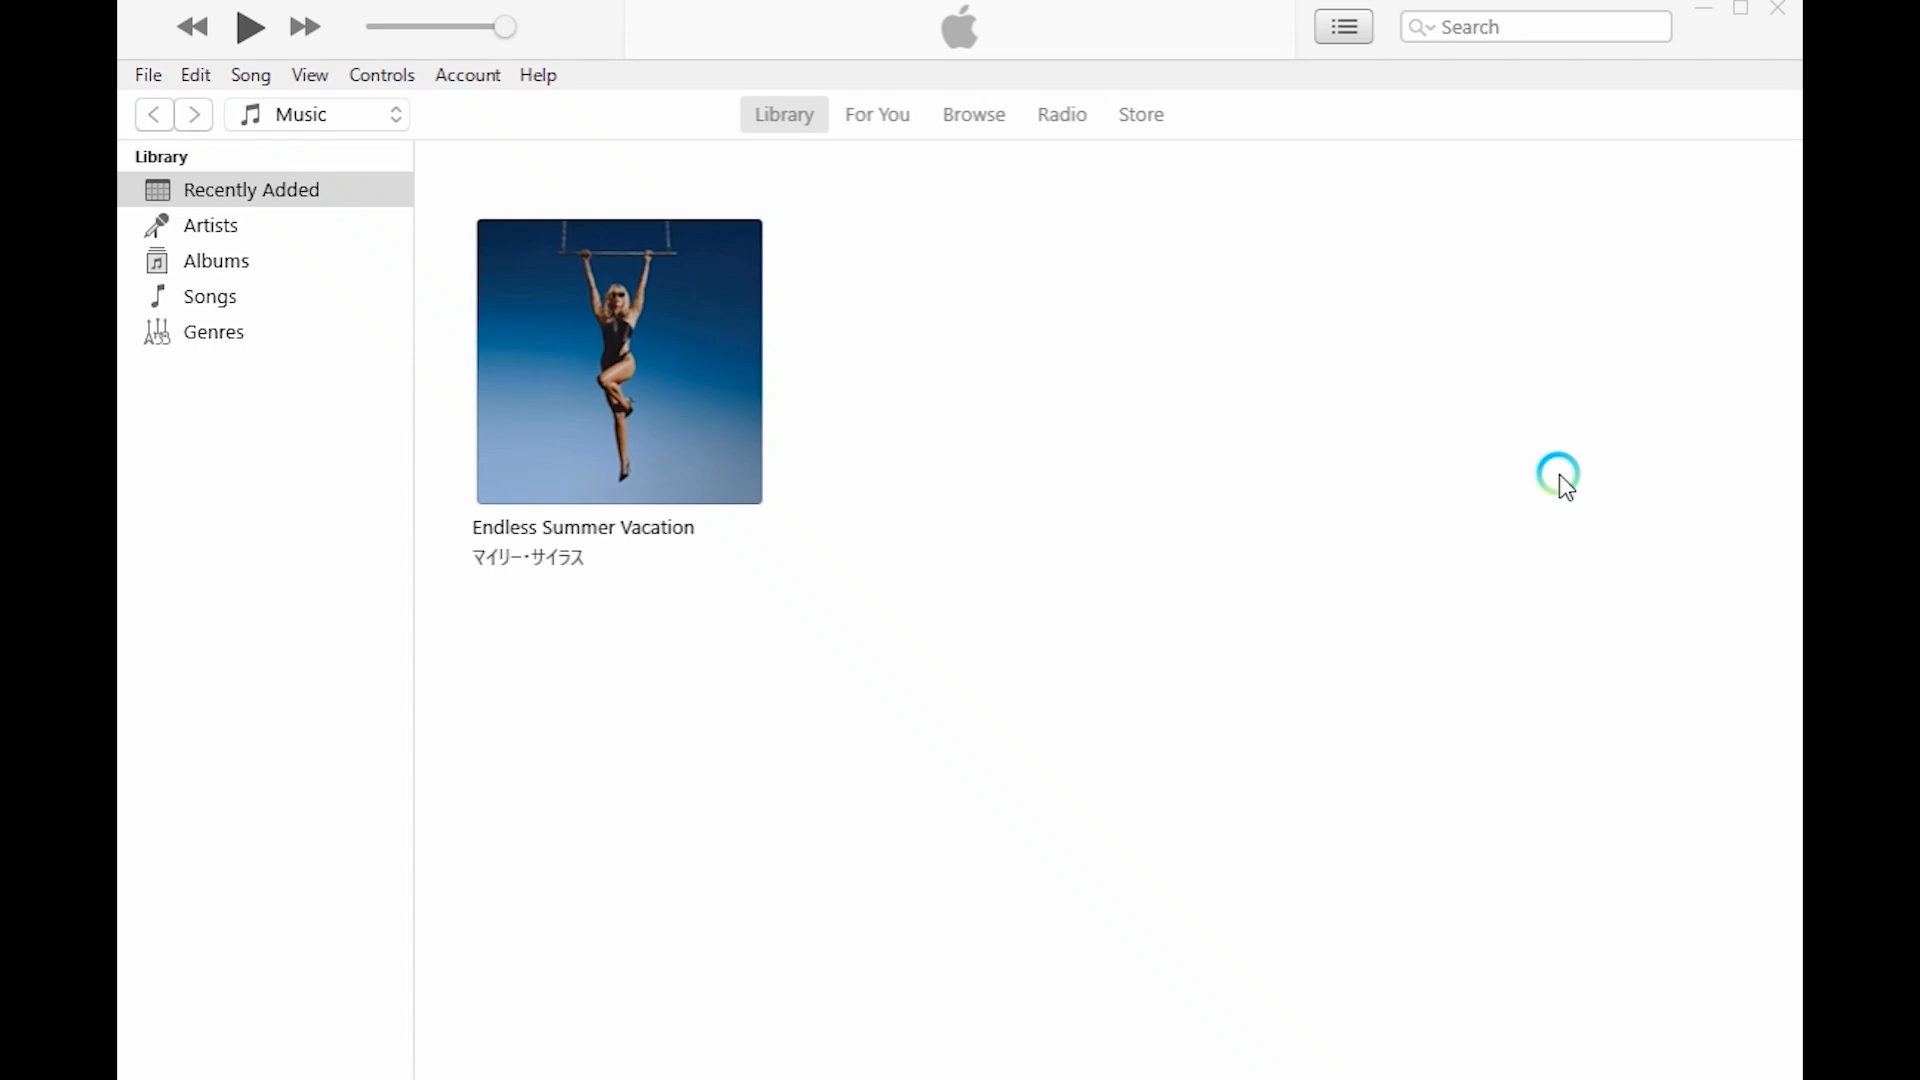 Search
File Edit Song View Controls Account Help
Music
Library For You Browse Radio Store
Library
Recently Added
Artists
Albums
Songs
Genres
Endless Summer Vacation
マイリー・サイラス